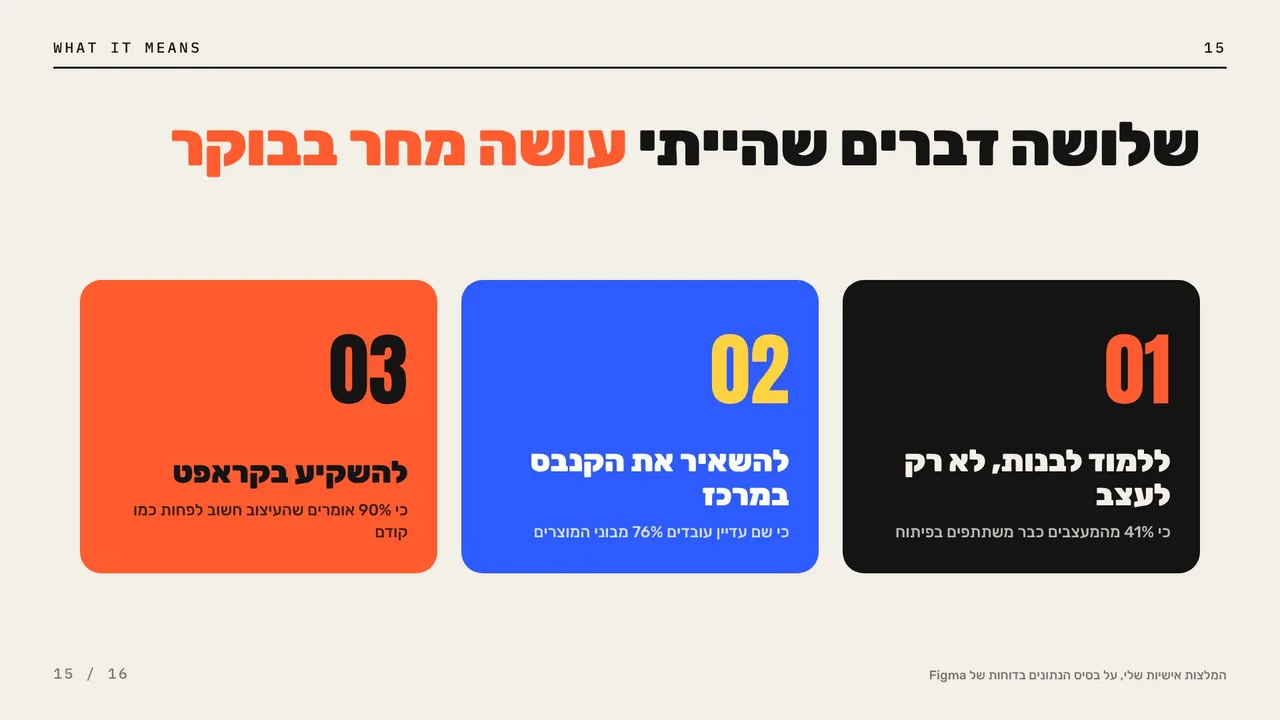 WHAT IT MEANS
15
שלושה דברים שהייתי עושה מחר בבוקר
01
ללמוד לבנות, לא רק
לעצב
כי 41% מהמעצבים כבר משתתפים בפיתוח
02
להשאיר את הקנבס
במרכז
כי שם עדיין עובדים 76% מבוני המוצרים
03
להשקיע בקראפט
כי 90% אומרים שהעיצוב חשוב לפחות כמו
קודם
המלצות אישיות שלי, על בסיס הנתונים בדוחות של Figma
15 / 16